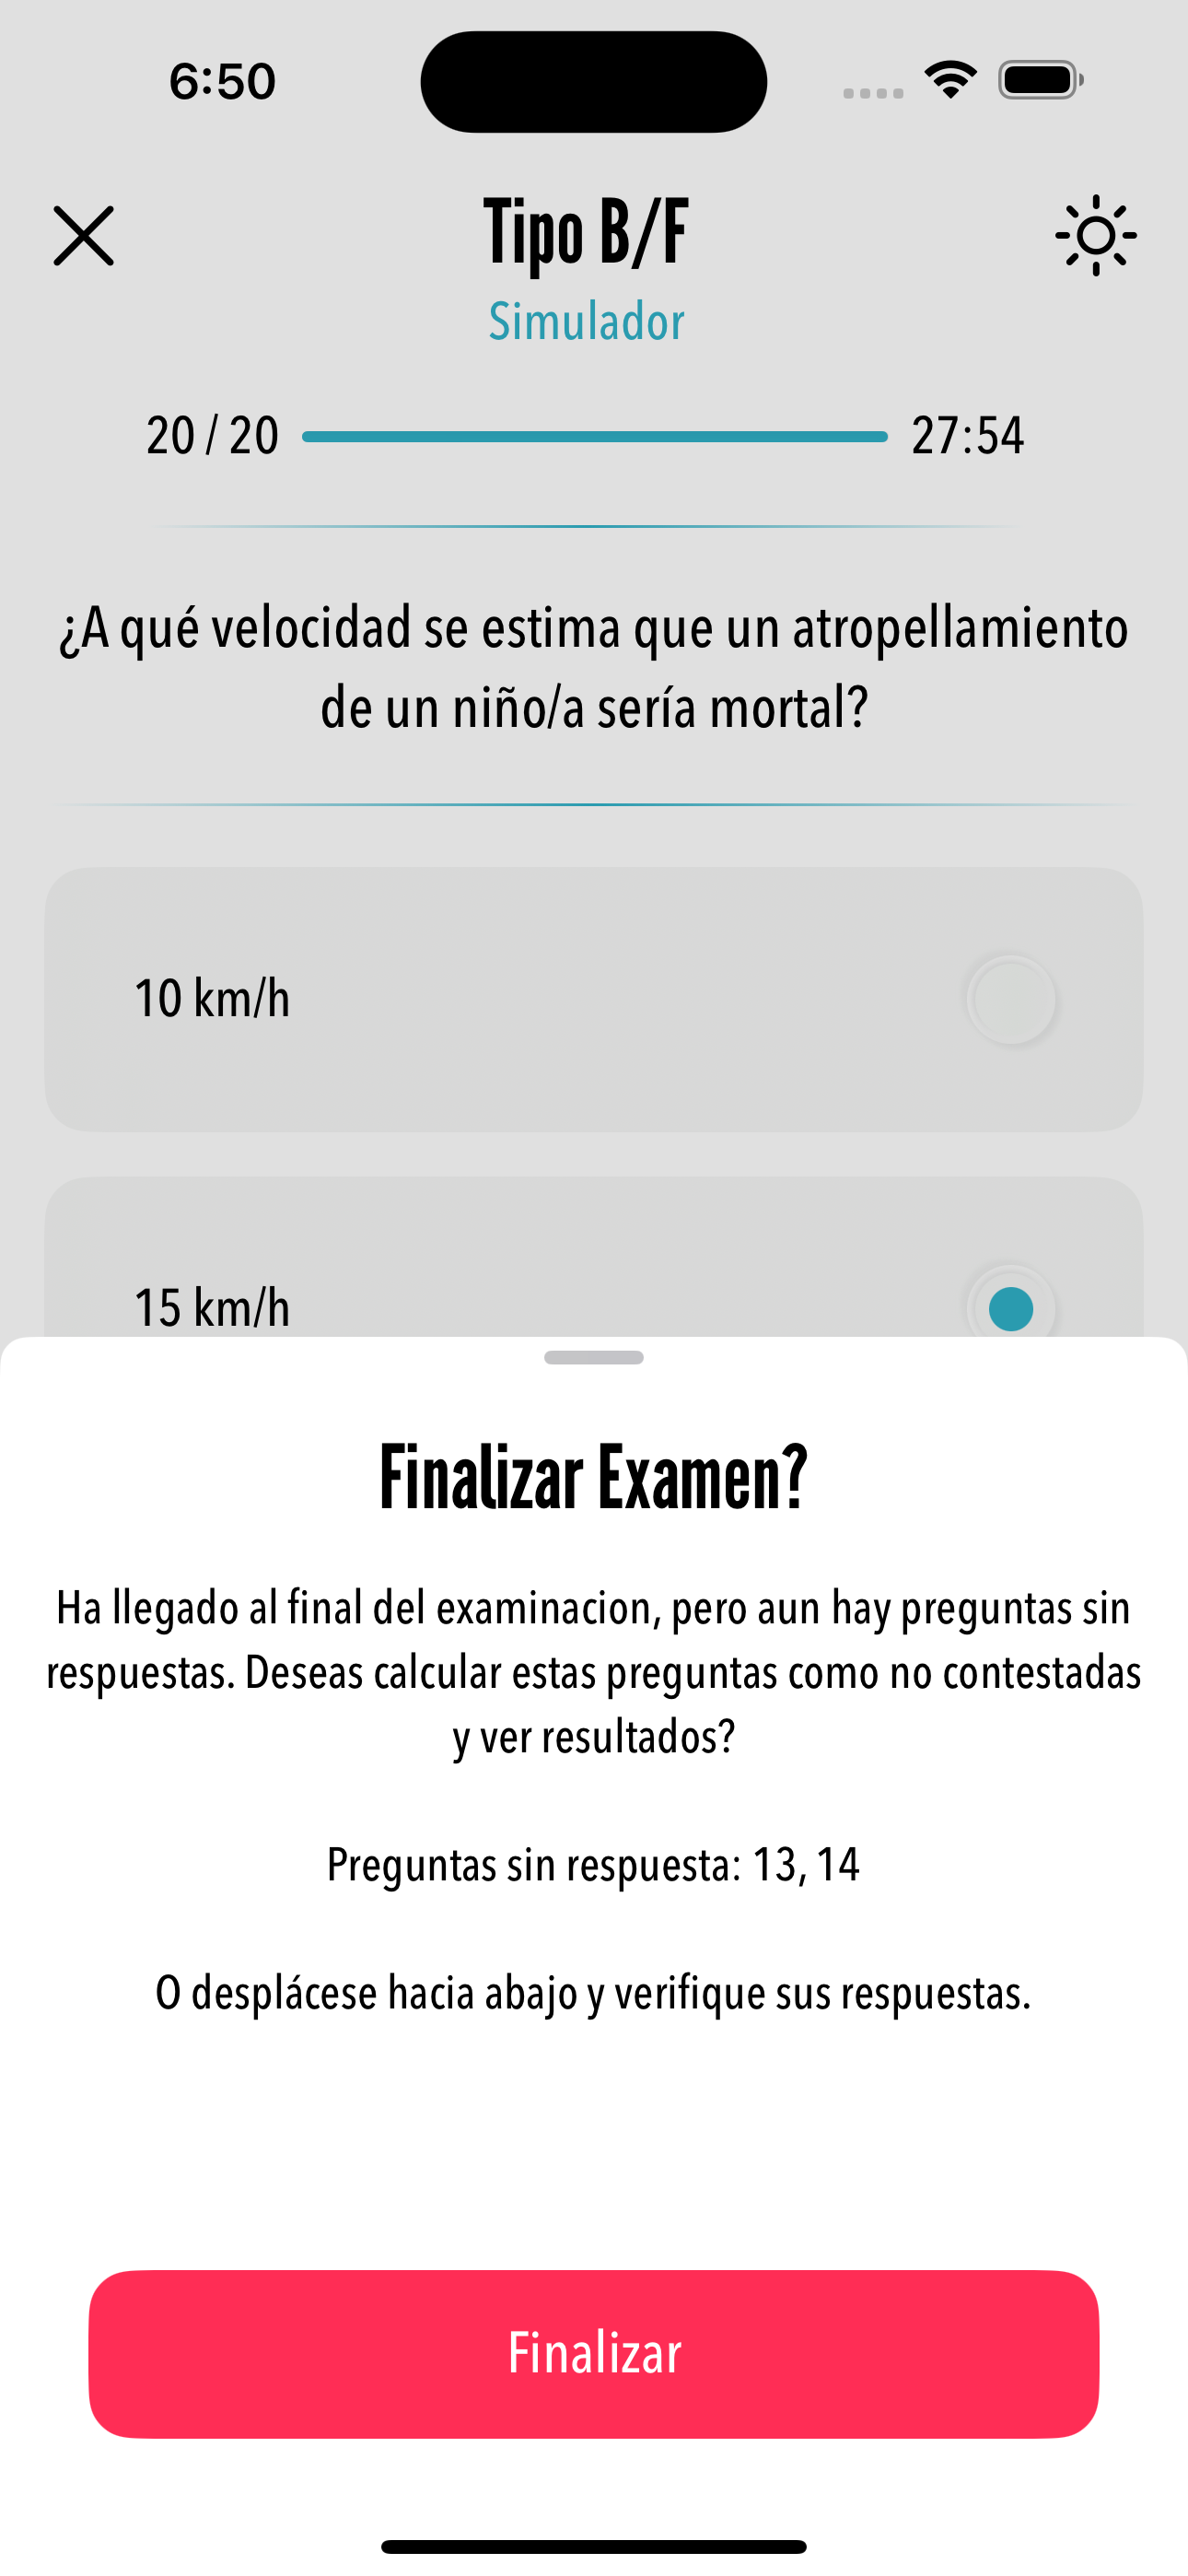 6:50
Tipo B/F
Simulador
20 / 20
27:54
¿A qué velocidad se estima que un atropellamiento
de un niño/a sería mortal?
10 km/h
15 km/h
Finalizar Examen?
Ha llegado al final del examinacion, pero aun hay preguntas sin
respuestas. Deseas calcular estas preguntas como no contestadas
y ver resultados?
Preguntas sin respuesta: 13, 14
O desplácese hacia abajo y verifique sus respuestas.
Finalizar